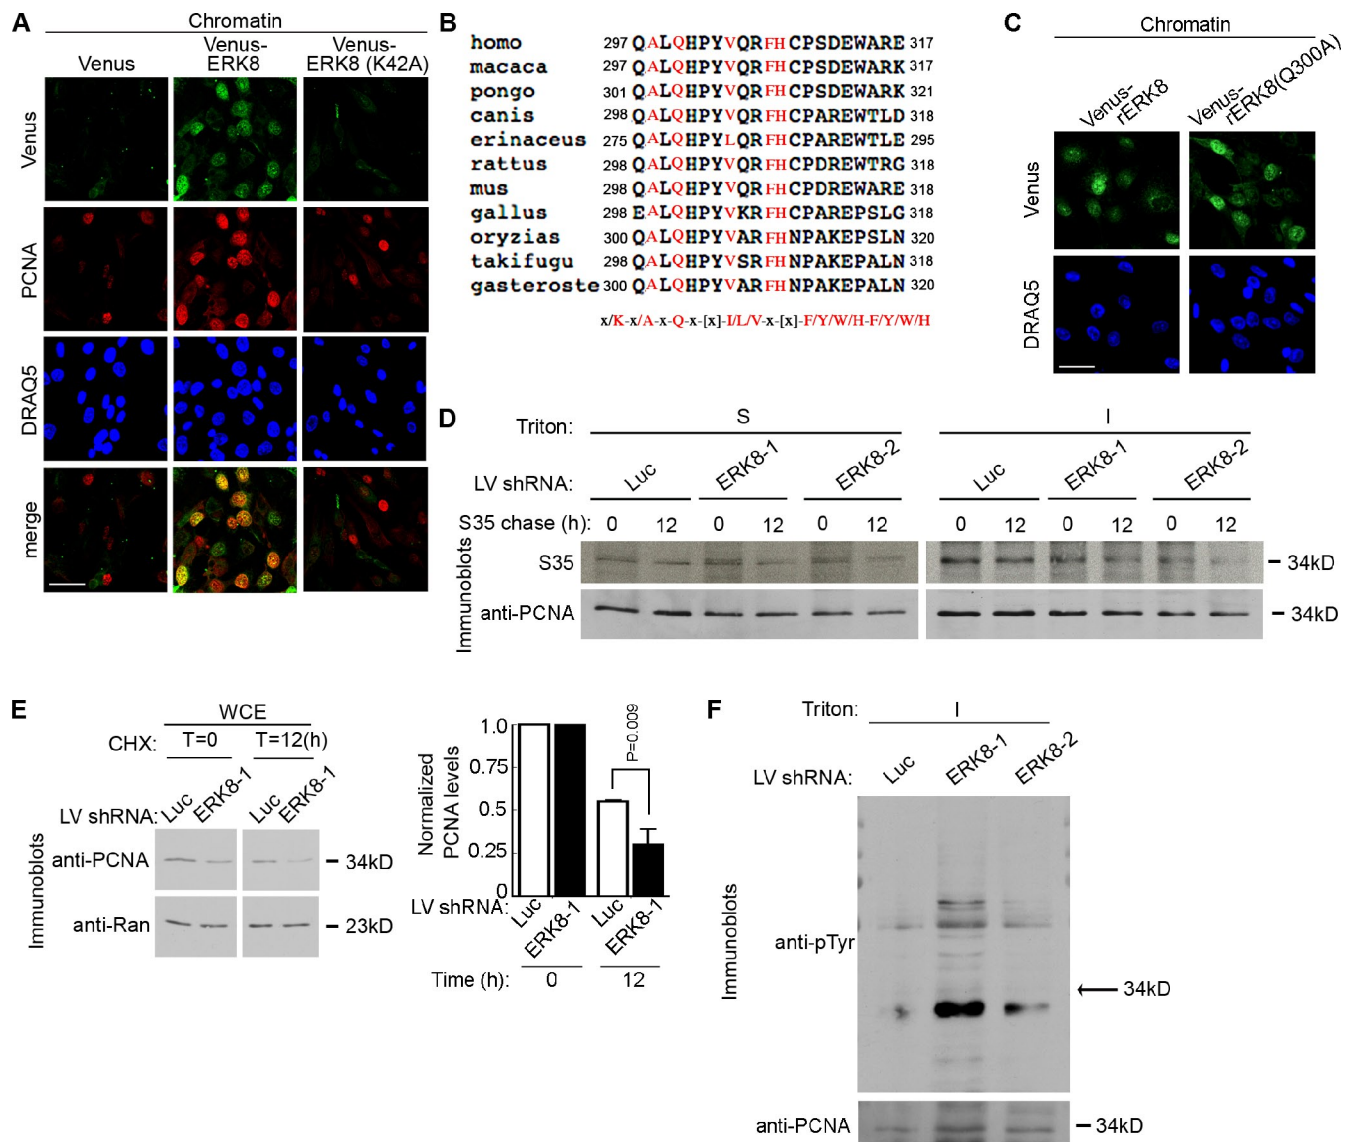 A
Chromatin
Venus
Venus-
ERK8
Venus-
ERK8 (K42A)
Venus
PCNA
DRAQ5
merge
B
homo 297 QALQHPYVQRFHCPSDEWARE 317
macaca 297 QALQHPYVQRFHCPSDEWARK 317
pongo 301 QALQHPYVQRFHCPSDEWARK 321
canis 298 QALQHPYVQRFHCPAREWTLD 318
erinaceus 275 QALQHPYLQRFHCPAREWTLE 295
rattus 298 QALQHPYVQRFHCPDREWTRG 318
mus 298 QALQHPYVQRFHCPDREWARE 318
gallus 298 EALQHPYVKRFHCPAREPSLG 318
oryzias 300 QALQHPYVARFHNPAKEPSLN 320
takifugu 298 QALQHPYVSRFHNPAKEPALN 318
gasteroste 300 QALQHPYVARFHNPAKEPALN 320
x/K-x/A-x-Q-x-[x]-I/L/V-x-[x]-F/Y/W/H-F/Y/W/H
C
Chromatin
Venus-
rERK8
Venus-
rERK8(Q300A)
Venus
DRAQ5
D
Triton: S I
LV shRNA: Luc ERK8-1 ERK8-2 Luc ERK8-1 ERK8-2
S35 chase (h): 0 12 0 12 0 12 0 12 0 12 0 12
Immunoblots
S35 34kD
anti-PCNA 34kD
E
WCE
CHX: T=0 T=12(h)
LV shRNA: Luc ERK8-1 Luc ERK8-1
Immunoblots
anti-PCNA 34kD
anti-Ran 23kD
Normalized
PCNA levels
1.0
0.75
0.5
0.25
0
P=0.009
LV shRNA: Luc ERK8-1 Luc ERK8-1
Time (h): 0 12
F
Triton: I
LV shRNA: Luc ERK8-1 ERK8-2
Immunoblots
anti-pTyr
34kD
anti-PCNA 34kD